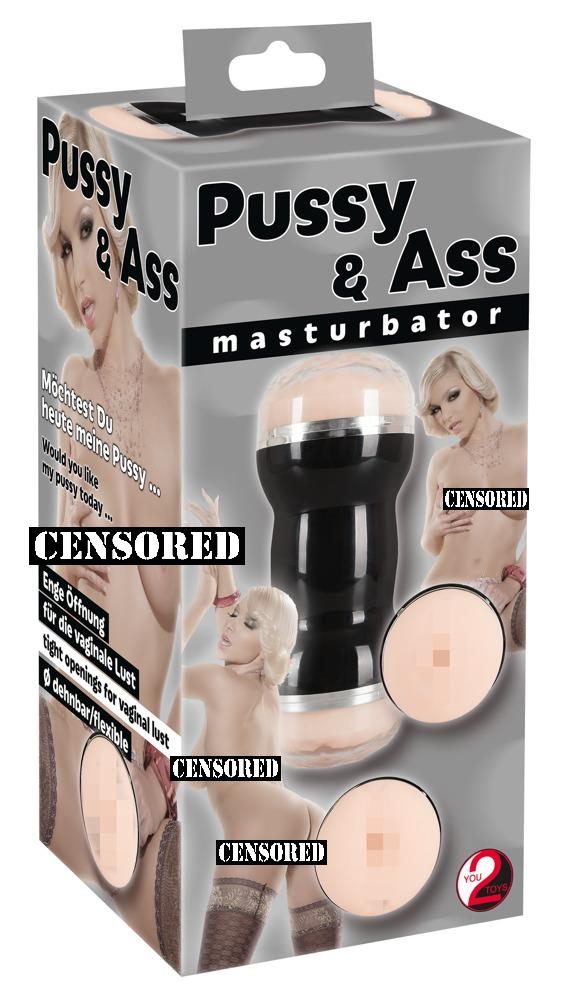 Pussy
& Ass
Möchtest Du
heute meine Pussy ...
Would you like
my pussy today ...
CENSORED
Enge Öffnung
für die vaginale Lust
tight openings for vaginal lust
Ø dehnbar/flexible
Pussy
& Ass
masturbator
CENSORED
CENSORED
CENSORED
YOU
2
TOYS